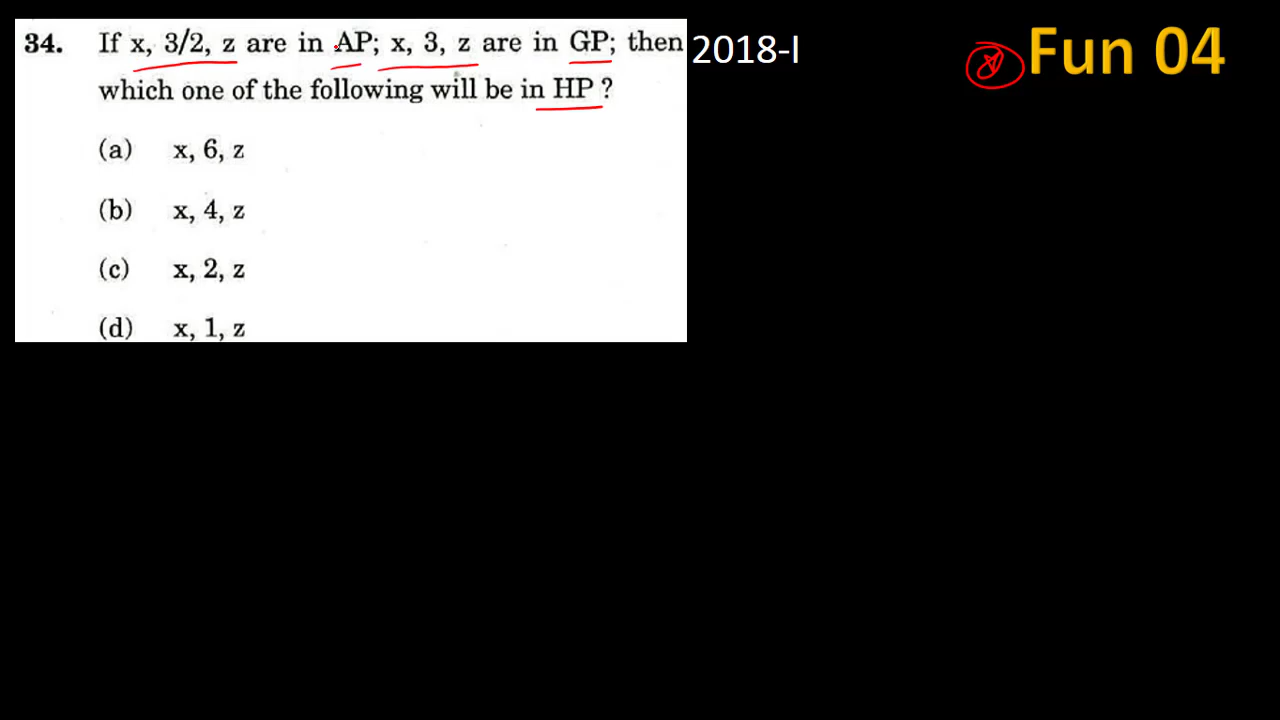 34. If x, 3/2, z are in AP; x, 3, z are in GP; then
which one of the following will be in HP ?
(a) x, 6, z
(b) x, 4, z
(c) x, 2, z
(d) x, 1, z
2018-I
Fun 04